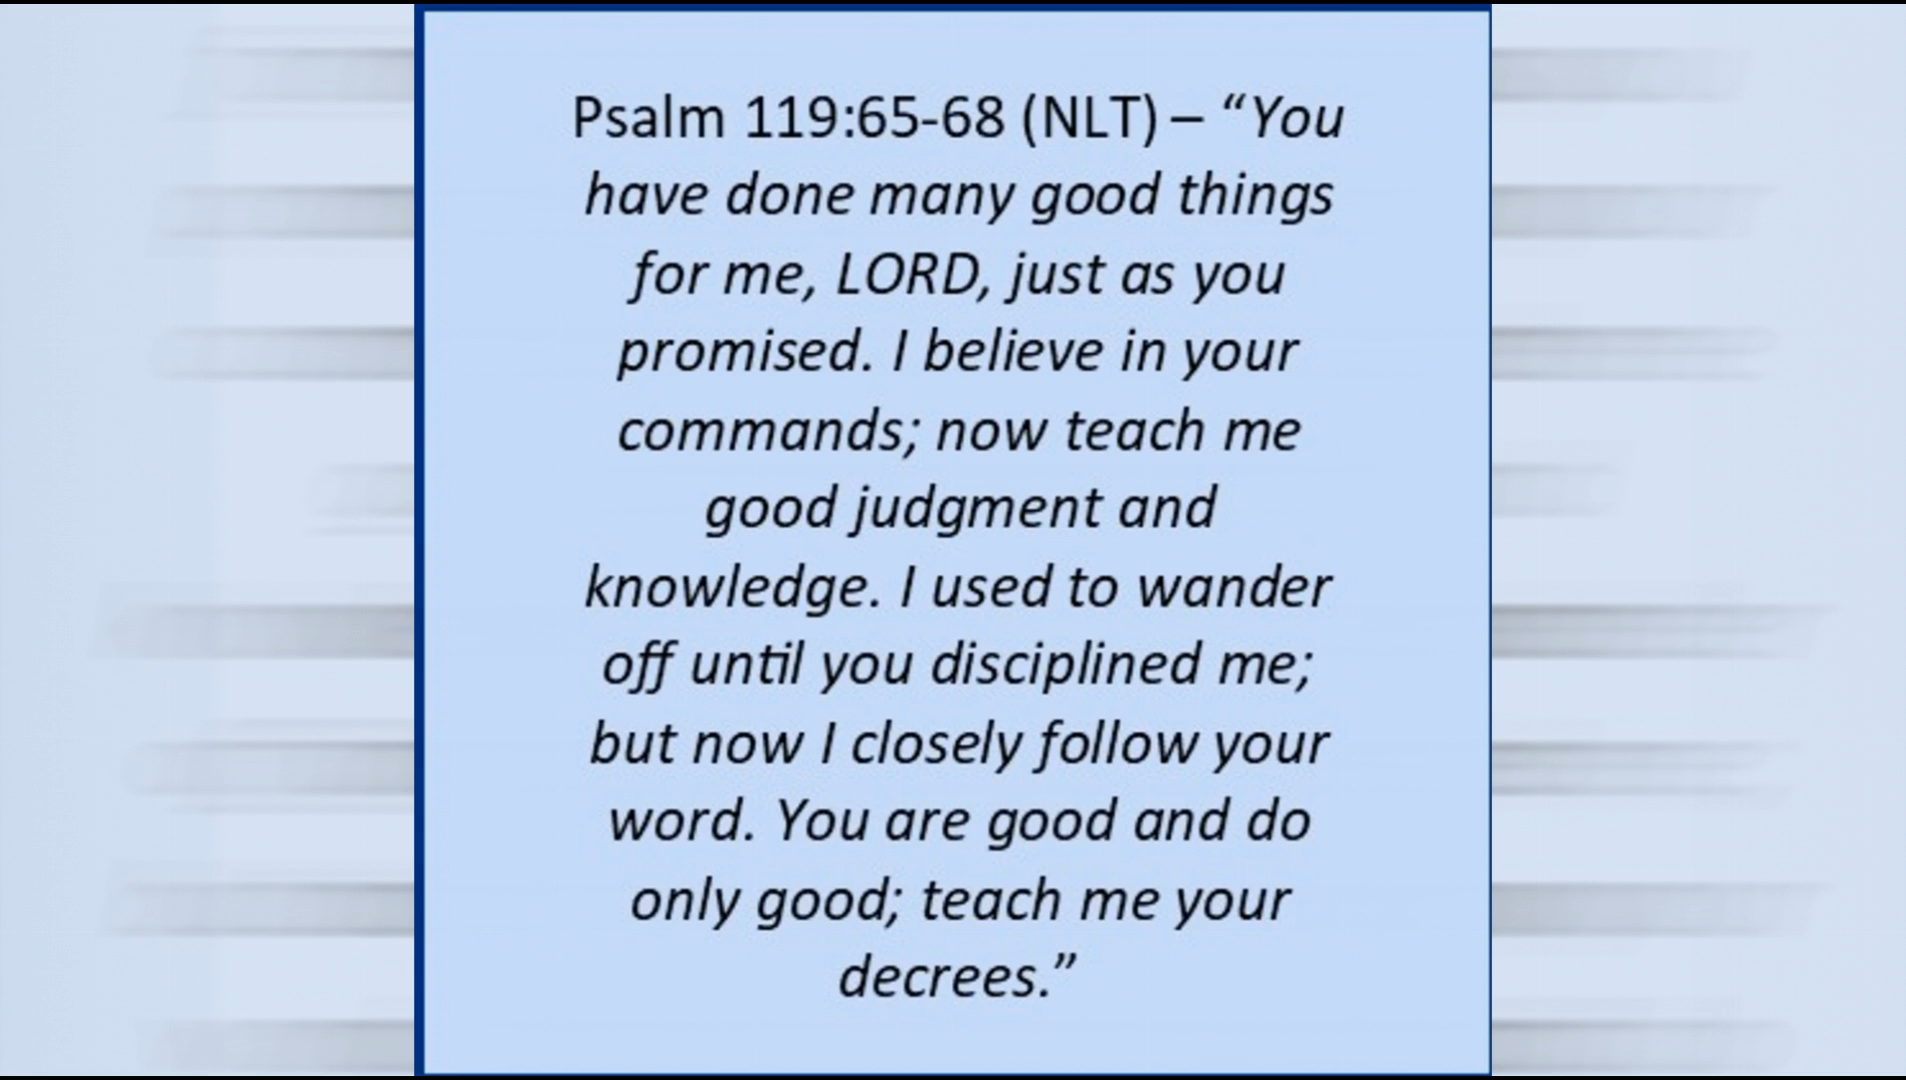 Psalm 119:65-68 (NLT) – “You
have done many good things
for me, LORD, just as you
promised. I believe in your
commands; now teach me
good judgment and
knowledge. I used to wander
off until you disciplined me;
but now I closely follow your
word. You are good and do
only good; teach me your
decrees.”